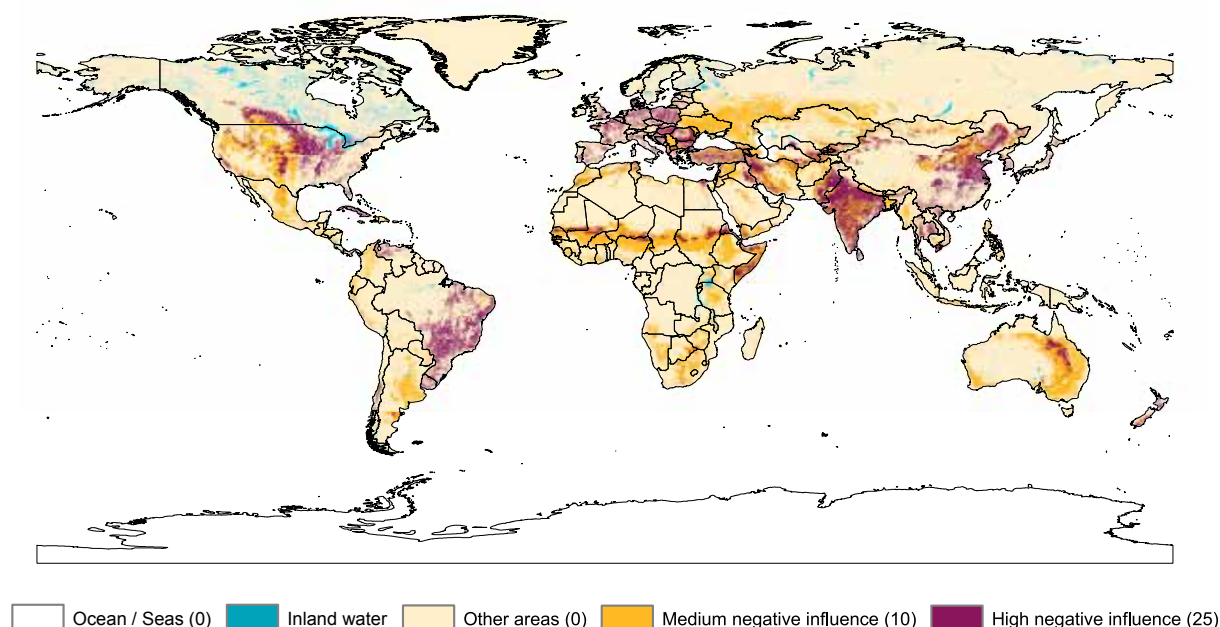 Ocean / Seas (0) Inland water Other areas (0) Medium negative influence (10) High negative influence (25)